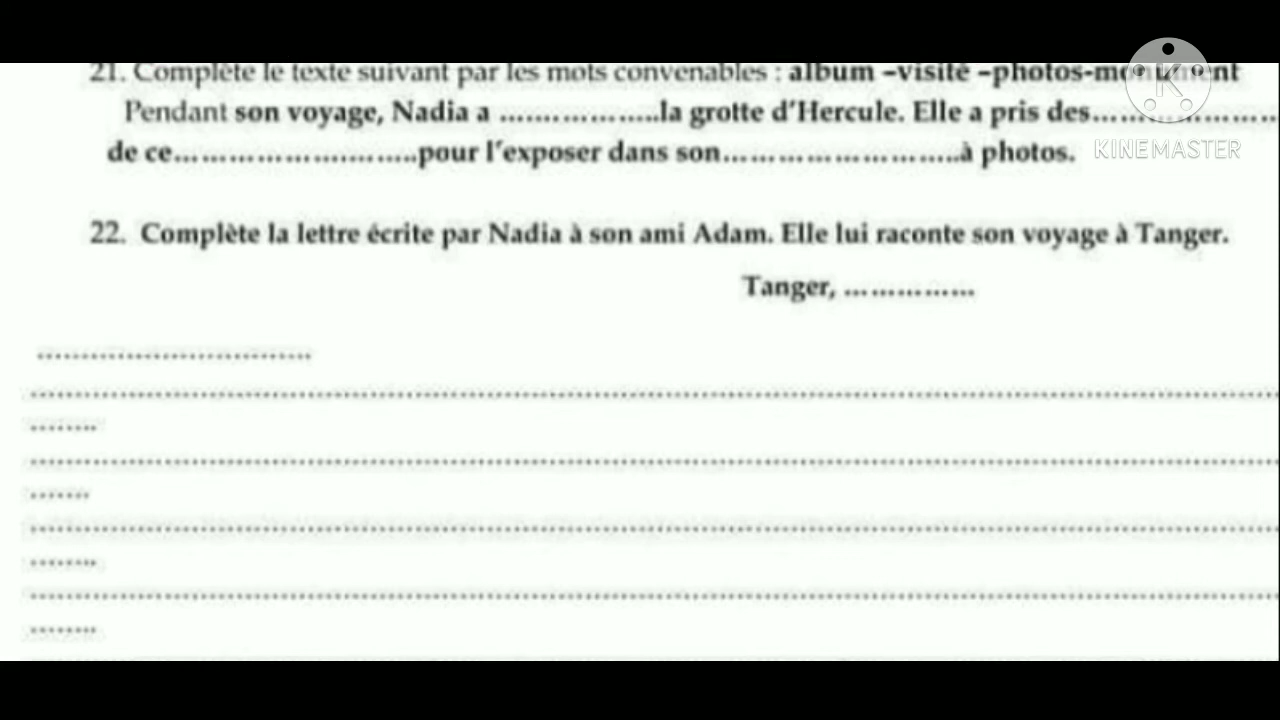 21. Complète le texte suivant par les mots convenables : album –visité –photos-monument
Pendant son voyage, Nadia a ....…………..la grotte d’Hercule. Elle a pris des…………………
de ce……………………..pour l’exposer dans son……………………..à photos.
KINEMASTER
22. Complète la lettre écrite par Nadia à son ami Adam. Elle lui raconte son voyage à Tanger.
Tanger, ……………